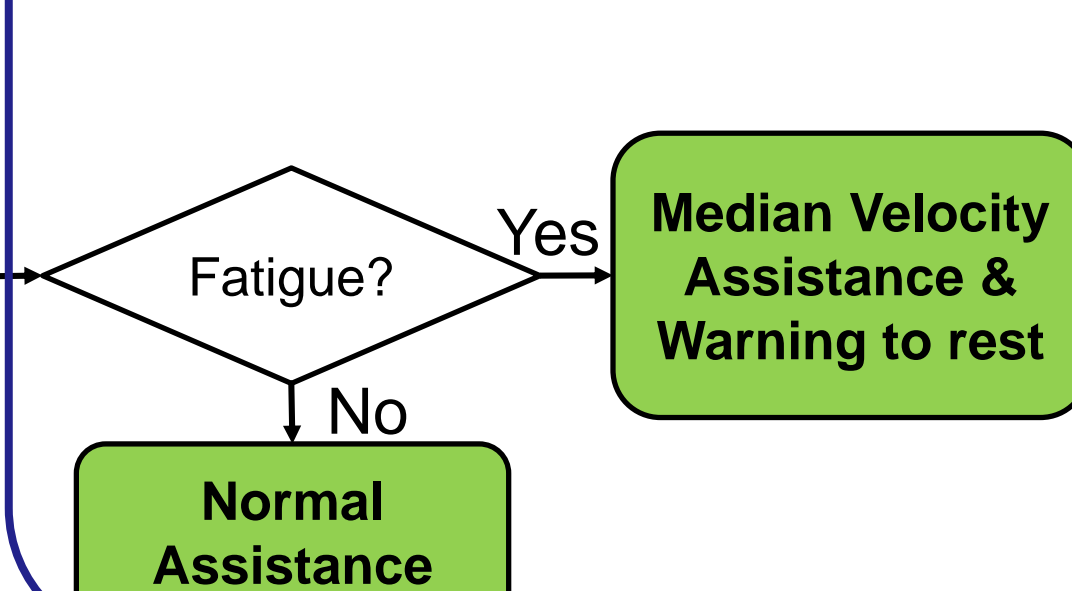 Yes
Median Velocity
Assistance &
Warning to rest
Fatigue?
No
Normal
Assistance